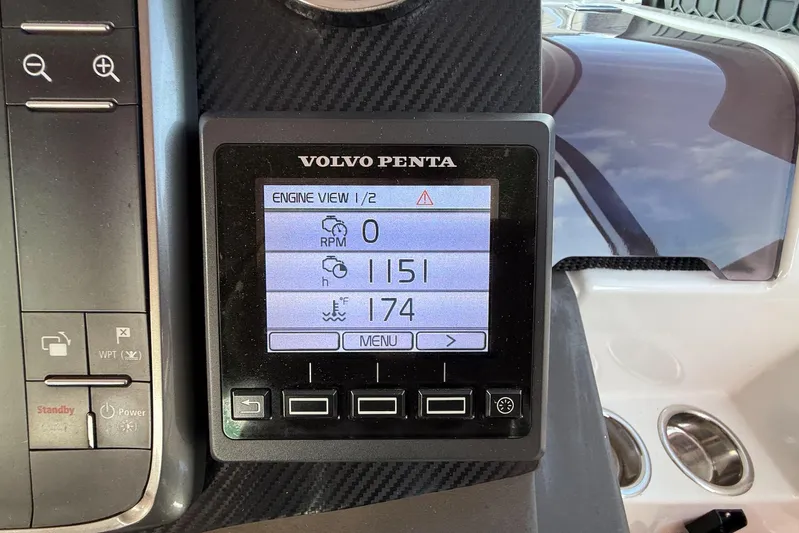 VOLVO PENTA
ENGINE VIEW 1/2
RPM 0
h 1151
°F 174
MENU >
WPT
Standby
Power